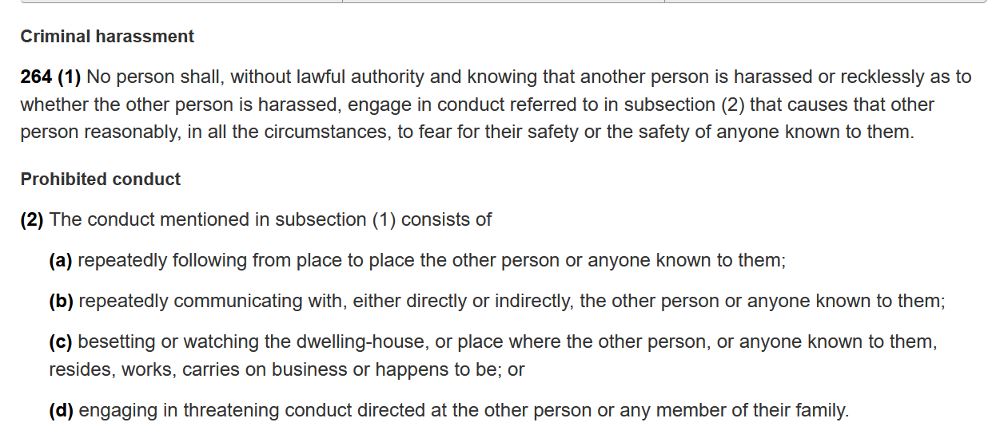 Criminal harassment
264 (1) No person shall, without lawful authority and knowing that another person is harassed or recklessly as to
whether the other person is harassed, engage in conduct referred to in subsection (2) that causes that other
person reasonably, in all the circumstances, to fear for their safety or the safety of anyone known to them.
Prohibited conduct
(2) The conduct mentioned in subsection (1) consists of
(a) repeatedly following from place to place the other person or anyone known to them;
(b) repeatedly communicating with, either directly or indirectly, the other person or anyone known to them;
(c) besetting or watching the dwelling-house, or place where the other person, or anyone known to them,
resides, works, carries on business or happens to be; or
(d) engaging in threatening conduct directed at the other person or any member of their family.